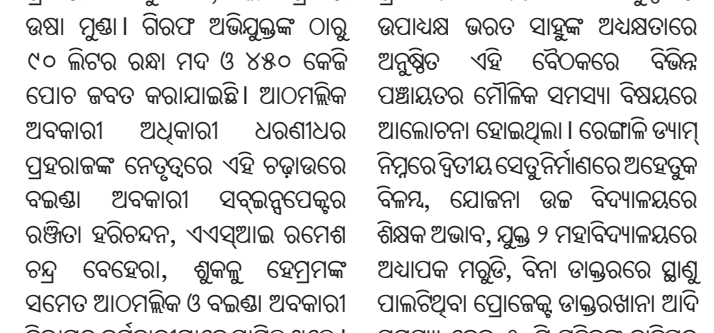 ଉଷା ମୁଣ୍ଡା। ଗିରଫ ଅଭିଯୁକ୍ତଙ୍କ ଠାରୁ
୯୦ ଲିଟର ରନ୍ଧା ମଦ ଓ ୪୫୦ କେଜି
ପୋଚ ଜବତ କରାଯାଇଛି। ଆଠମଲ୍ଲିକ
ଅବକାରୀ ଅଧିକାରୀ ଧରଣୀଧର
ପ୍ରହରାଜଙ୍କ ନେତୃତ୍ୱରେ ଏହି ଚଢ଼ାଉରେ
ବଇଣ୍ଡା ଅବକାରୀ ସବ୍‌ଇନ୍ସପେକ୍ଟର
ରଞ୍ଜିତା ହରିଚନ୍ଦନ, ଏଏସ୍‌ଆଇ ରମେଶ
ଚନ୍ଦ୍ର ବେହେରା, ଶୁକଳୁ ହେମ୍ରମଙ୍କ
ସମେତ ଆଠମଲ୍ଲିକ ଓ ବଇଣ୍ଡା ଅବକାରୀ
ଉପାଧ୍ୟକ୍ଷ ଭରତ ସାହୁଙ୍କ ଅଧ୍ୟକ୍ଷତାରେ
ଅନୁଷ୍ଠିତ ଏହି ବୈଠକରେ ବିଭିନ୍ନ
ପଞ୍ଚାୟତର ମୌଳିକ ସମସ୍ୟା ବିଷୟରେ
ଆଲୋଚନା ହୋଇଥିଲା। ରେଙ୍ଗାଳି ଡ୍ୟାମ୍
ନିମ୍ନରେ ଦ୍ୱିତୀୟ ସେତୁ ନିର୍ମାଣରେ ଅହେତୁକ
ବିଳମ୍ବ, ଯୋଜନା ଉଚ୍ଚ ବିଦ୍ୟାଳୟରେ
ଶିକ୍ଷକ ଅଭାବ, ଯୁକ୍ତ ୨ ମହାବିଦ୍ୟାଳୟରେ
ଅଧ୍ୟାପକ ମରୁଡ଼ି, ବିନା ଡାକ୍ତରରେ ସ୍ଥାଣୁ
ପାଲଟିଥିବା ପ୍ରୋଜେକ୍ଟ ଡାକ୍ତରଖାନା ଆଦି